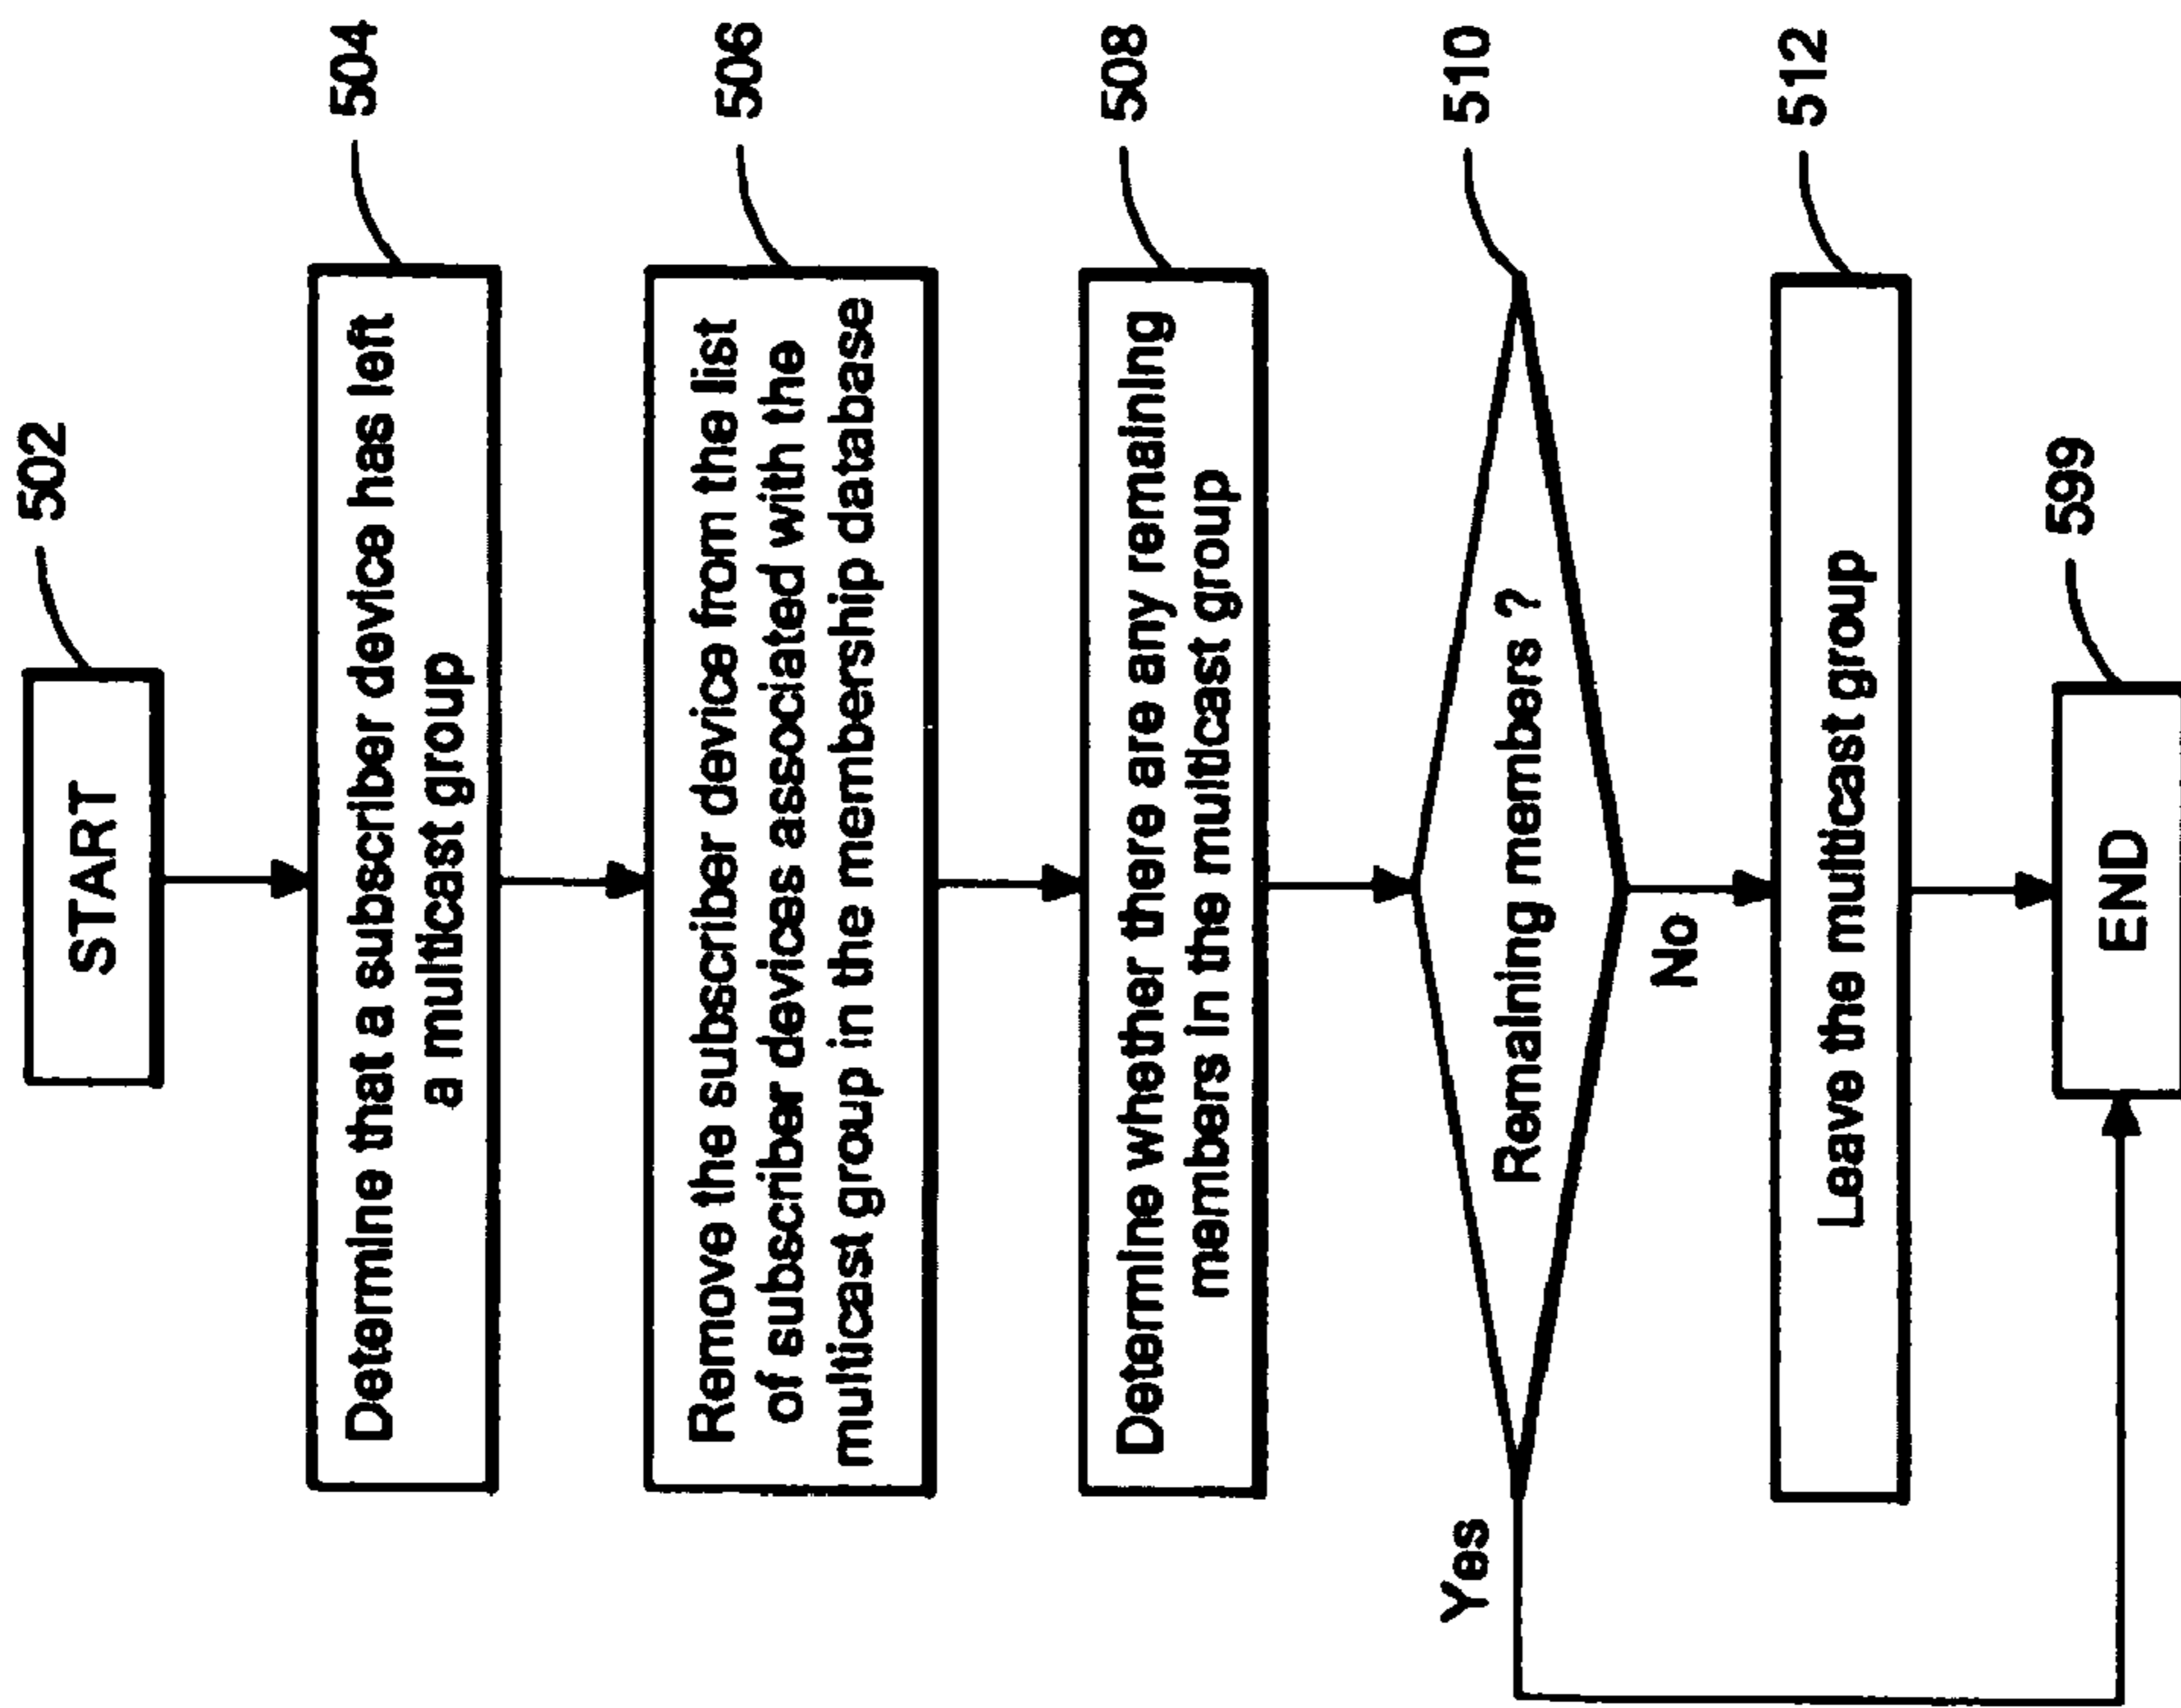 502
START
504
Determine that a subscriber device has left
a multicast group
506
Remove the subscriber device from the list
of subscriber devices associated with the
multicast group in the membership database
508
Determine whether there are any remaining
members in the multicast group
510
Remaining members ?
Yes
No
512
Leave the multicast group
599
END